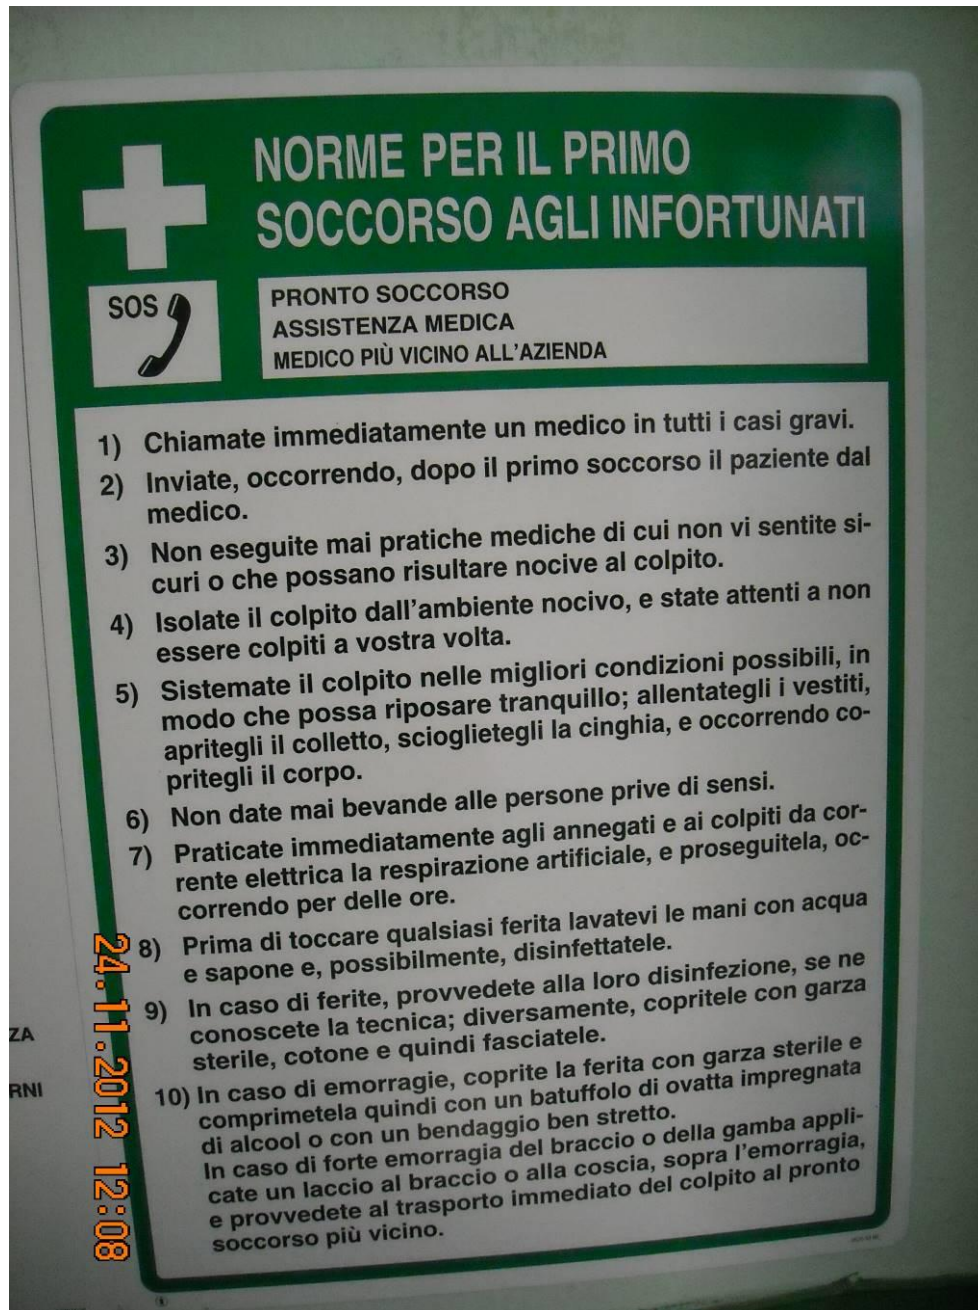 NORME PER IL PRIMO
SOCCORSO AGLI INFORTUNATI
SOS
PRONTO SOCCORSO
ASSISTENZA MEDICA
MEDICO PIÙ VICINO ALL'AZIENDA
1) Chiamate immediatamente un medico in tutti i casi gravi.
2) Inviate, occorrendo, dopo il primo soccorso il paziente dal
medico.
3) Non eseguite mai pratiche mediche di cui non vi sentite si-
curi o che possano risultare nocive al colpito.
4) Isolate il colpito dall'ambiente nocivo, e state attenti a non
essere colpiti a vostra volta.
5) Sistemate il colpito nelle migliori condizioni possibili, in
modo che possa riposare tranquillo; allentategli i vestiti,
apritegli il colletto, scioglietegli la cinghia, e occorrendo co-
pritegli il corpo.
6) Non date mai bevande alle persone prive di sensi.
7) Praticate immediatamente agli annegati e ai colpiti da cor-
rente elettrica la respirazione artificiale, e proseguitela, oc-
correndo per delle ore.
8) Prima di toccare qualsiasi ferita lavatevi le mani con acqua
e sapone e, possibilmente, disinfettatele.
9) In caso di ferite, provvedete alla loro disinfezione, se ne
conoscete la tecnica; diversamente, copritele con garza
sterile, cotone e quindi fasciatele.
10) In caso di emorragie, coprite la ferita con garza sterile e
comprimetela quindi con un batuffolo di ovatta impregnata
di alcool o con un bendaggio ben stretto.
In caso di forte emorragia del braccio o della gamba appli-
cate un laccio al braccio o alla coscia, sopra l'emorragia,
e provvedete al trasporto immediato del colpito al pronto
soccorso più vicino.
ZA
RNI
24.11.2012 12:08